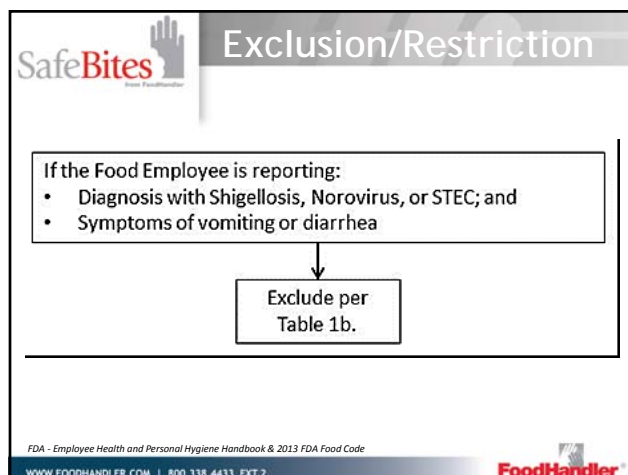 Exclusion/Restriction
SafeBites
from FoodHandler
If the Food Employee is reporting:
• Diagnosis with Shigellosis, Norovirus, or STEC; and
• Symptoms of vomiting or diarrhea
Exclude per
Table 1b.
FDA - Employee Health and Personal Hygiene Handbook & 2013 FDA Food Code
WWW.FOODHANDLER.COM | 800.338.4433, EXT.2
FoodHandler